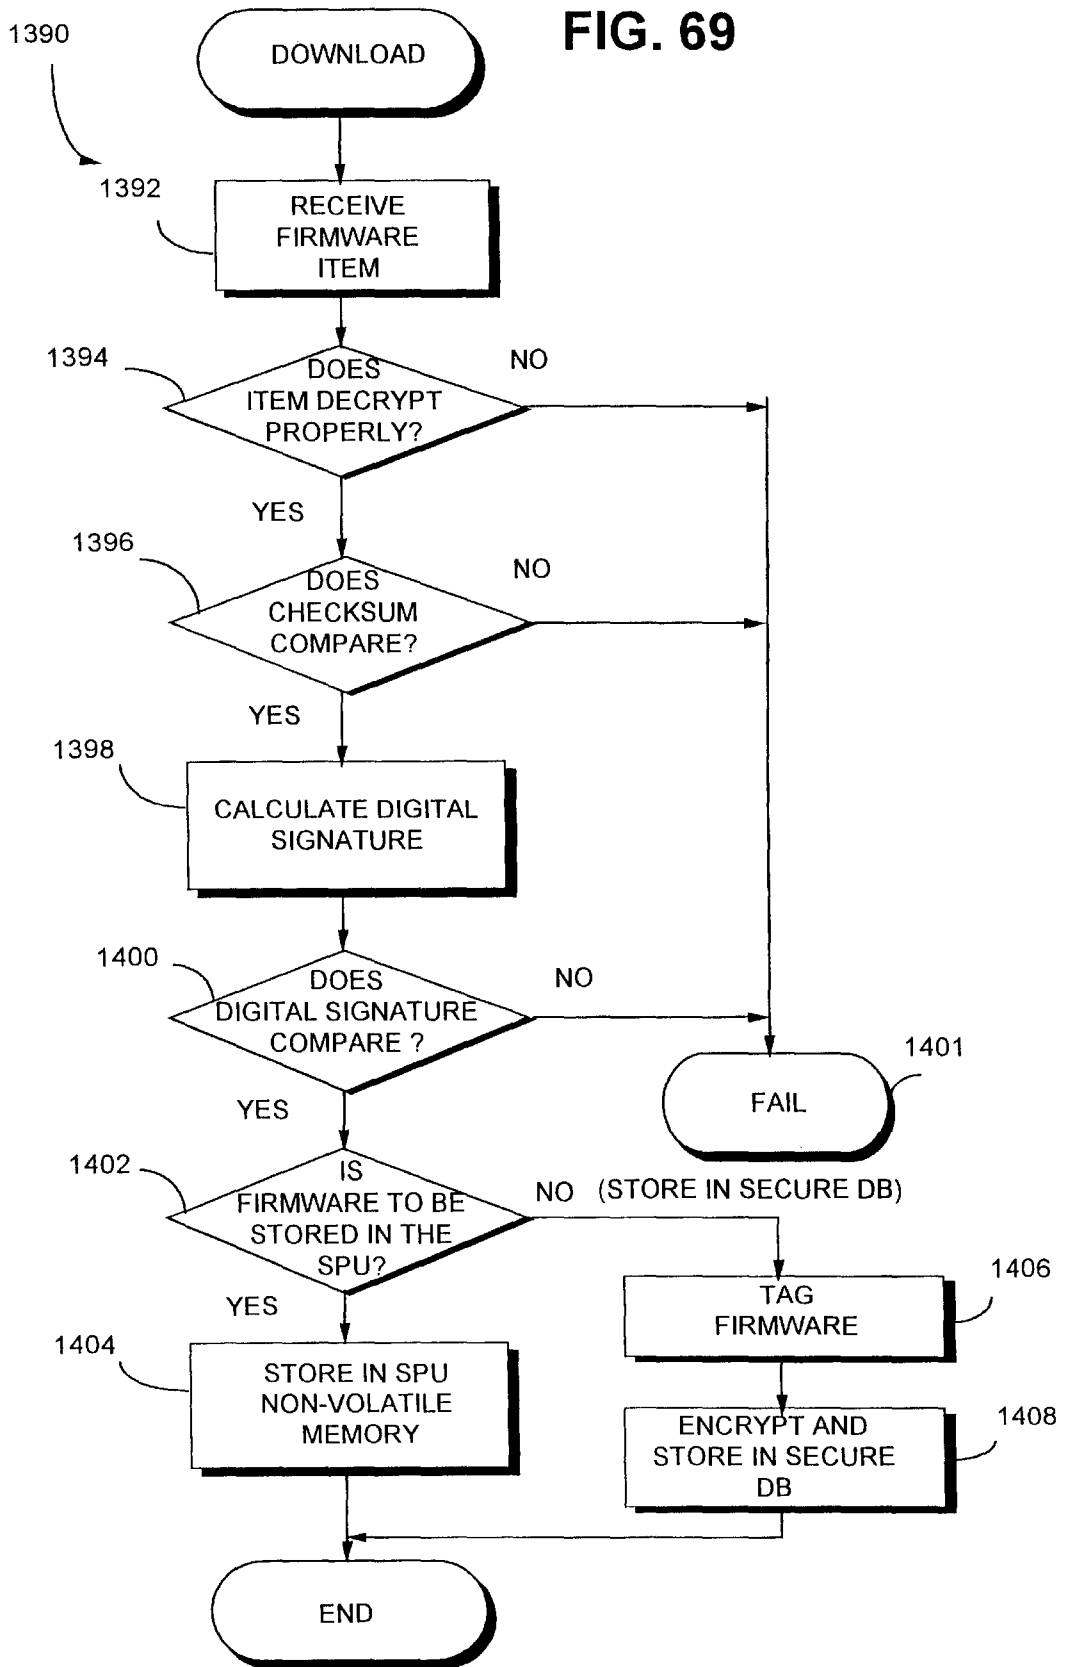 1390
DOWNLOAD
FIG. 69
1392
RECEIVE
FIRMWARE
ITEM
1394
DOES
ITEM DECRYPT
PROPERLY?
NO
YES
1396
DOES
CHECKSUM
COMPARE?
NO
YES
1398
CALCULATE DIGITAL
SIGNATURE
1400
DOES
DIGITAL SIGNATURE
COMPARE ?
NO
YES
1401
FAIL
1402
IS
FIRMWARE TO BE
STORED IN THE
SPU?
NO (STORE IN SECURE DB)
YES
1406
TAG
FIRMWARE
1404
STORE IN SPU
NON-VOLATILE
MEMORY
1408
ENCRYPT AND
STORE IN SECURE
DB
END